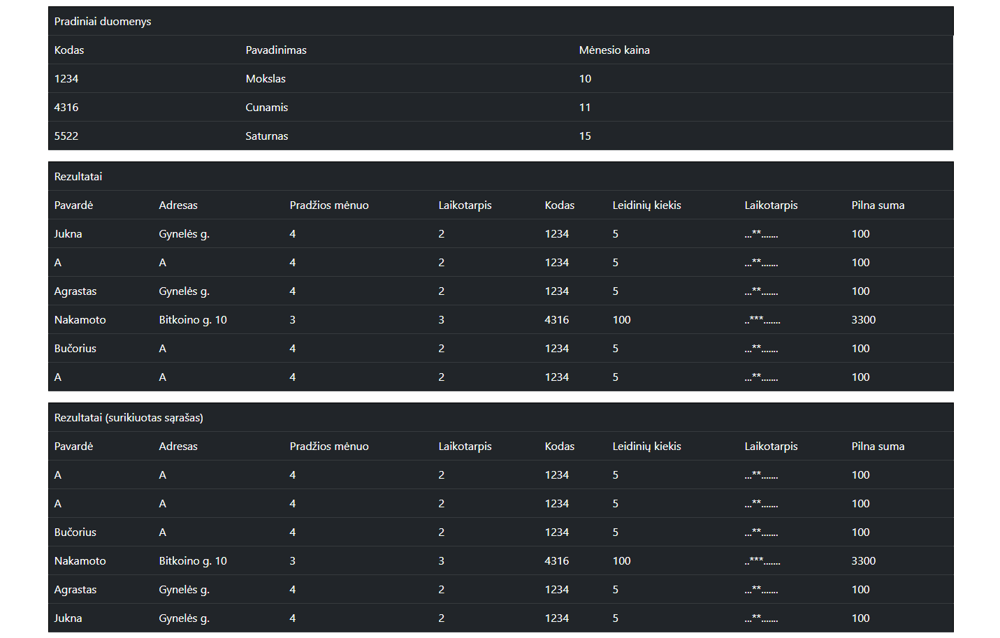 Pradiniai duomenys
Kodas Pavadinimas Mėnesio kaina
1234 Mokslas 10
4316 Cunamis 11
5522 Saturnas 15
Rezultatai
Pavardė Adresas Pradžios mėnuo Laikotarpis Kodas Leidinių kiekis Laikotarpis Pilna suma
Jukna Gynelės g. 4 2 1234 5 ...**....... 100
A A 4 2 1234 5 ...**....... 100
Agrastas Gynelės g. 4 2 1234 5 ...**....... 100
Nakamoto Bitkoino g. 10 3 3 4316 100 ..***....... 3300
Bučorius A 4 2 1234 5 ...**....... 100
A A 4 2 1234 5 ...**....... 100
Rezultatai (surikiuotas sąrašas)
Pavardė Adresas Pradžios mėnuo Laikotarpis Kodas Leidinių kiekis Laikotarpis Pilna suma
A A 4 2 1234 5 ...**....... 100
A A 4 2 1234 5 ...**....... 100
Bučorius A 4 2 1234 5 ...**....... 100
Nakamoto Bitkoino g. 10 3 3 4316 100 ..***....... 3300
Agrastas Gynelės g. 4 2 1234 5 ...**....... 100
Jukna Gynelės g. 4 2 1234 5 ...**....... 100